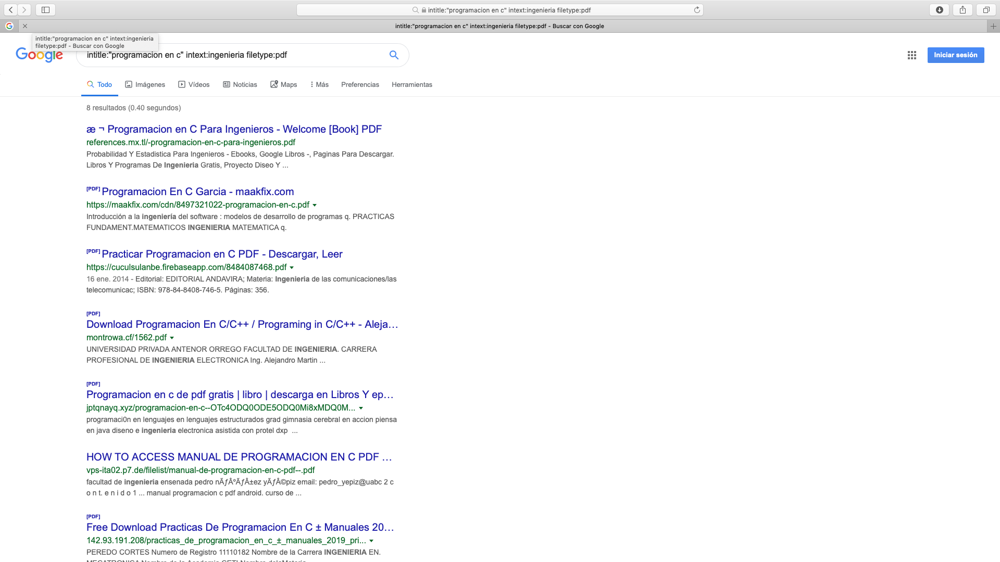 intitle:"programacion en c" intext:ingenieria filetype:pdf
intitle:"programacion en c" intext:ingenieria filetype:pdf - Buscar con Google
intitle:"programacion en c" intext:ingenieria
filetype:pdf - Buscar con Google
Google
intitle:"programacion en c" intext:ingenieria filetype:pdf
Iniciar sesión
Todo Imágenes Vídeos Noticias Maps Más Preferencias Herramientas
8 resultados (0.40 segundos)
æ ¬ Programacion en C Para Ingenieros - Welcome [Book] PDF
references.mx.tl/-programacion-en-c-para-ingenieros.pdf
Probabilidad Y Estadistica Para Ingenieros - Ebooks, Google Libros -, Paginas Para Descargar.
Libros Y Programas De Ingenieria Gratis, Proyecto Diseo Y ...
[PDF] Programacion En C Garcia - maakfix.com
https://maakfix.com/cdn/8497321022-programacion-en-c.pdf
Introducción a la ingeniería del software : modelos de desarrollo de programas q. PRACTICAS
FUNDAMENT.MATEMATICOS INGENIERIA MATEMATICA q.
[PDF] Practicar Programacion en C PDF - Descargar, Leer
https://cuculsulanbe.firebaseapp.com/8484087468.pdf
16 ene. 2014 - Editorial: EDITORIAL ANDAVIRA; Materia: Ingenieria de las comunicaciones/las
telecomunicac; ISBN: 978-84-8408-746-5. Páginas: 356.
[PDF]
Download Programacion En C/C++ / Programing in C/C++ - Aleja...
montrowa.cf/1562.pdf
UNIVERSIDAD PRIVADA ANTENOR ORREGO FACULTAD DE INGENIERIA. CARRERA
PROFESIONAL DE INGENIERIA ELECTRONICA Ing. Alejandro Martin ...
[PDF]
Programacion en c de pdf gratis | libro | descarga en Libros Y ep...
jptqnayq.xyz/programacion-en-c--OTc4ODQ0ODE5ODQ0Mi8xMDQ0M...
programaci0n en lenguajes en lenguajes estructurados grad gimnasia cerebral en accion piensa
en java diseno e ingenieria electronica asistida con protel dxp ...
HOW TO ACCESS MANUAL DE PROGRAMACION EN C PDF ...
vps-ita02.p7.de/filelist/manual-de-programacion-en-c-pdf--.pdf
facultad de ingenieria ensenada pedro nÃƒÂºÃƒÂ±ez yÃƒÂ©piz email: pedro_yepiz@uabc 2 c
o n t. e n i d o 1 ... manual programacion c pdf android. curso de ...
[PDF]
Free Download Practicas De Programacion En C ± Manuales 20...
142.93.191.208/practicas_de_programacion_en_c_±_manuales_2019_pri...
PEREDO CORTES Numero de Registro 11110182 Nombre de la Carrera INGENIERIA EN.